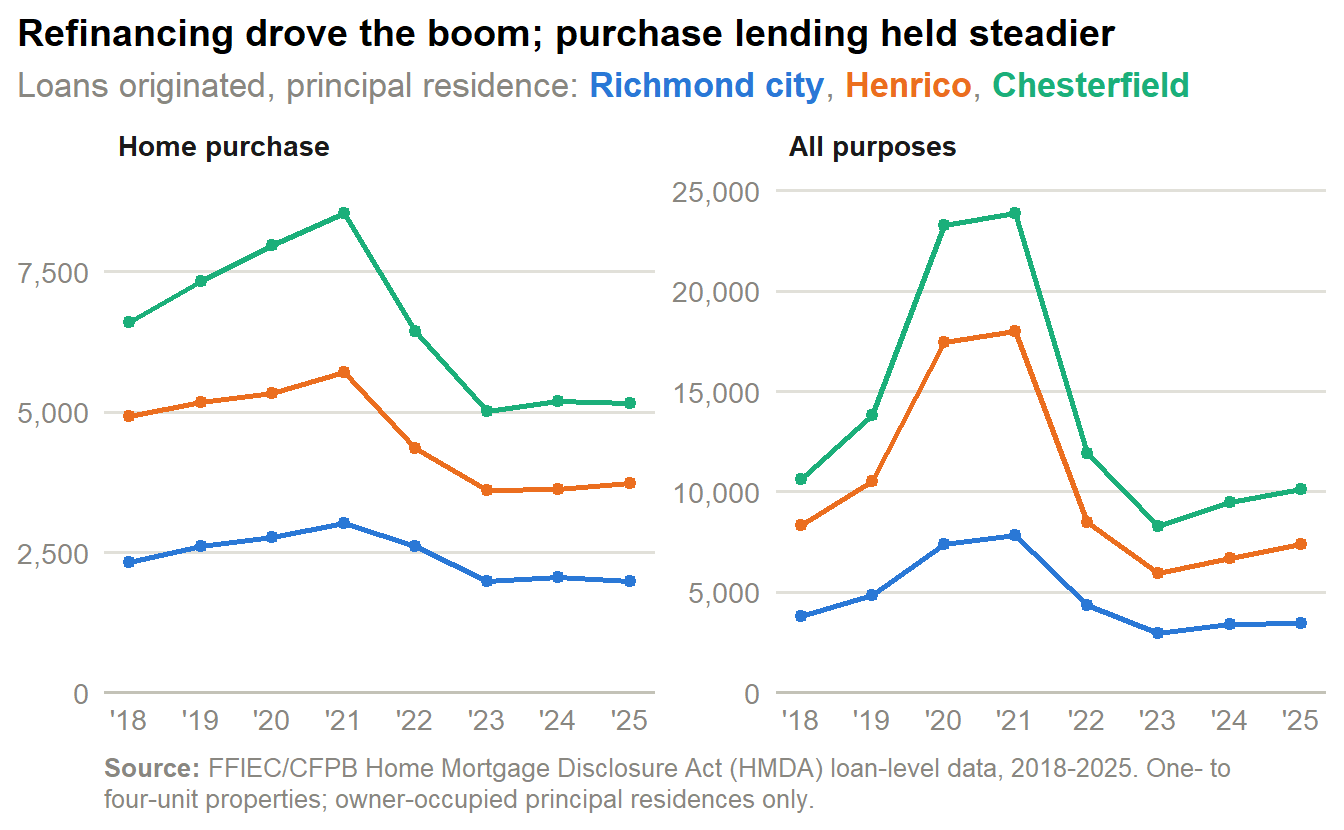 Refinancing drove the boom; purchase lending held steadier
Loans originated, principal residence: Richmond city, Henrico, Chesterfield
Home purchase
7,500
5,000
2,500
0
'18 '19 '20 '21 '22 '23 '24 '25
All purposes
25,000
20,000
15,000
10,000
5,000
0
'18 '19 '20 '21 '22 '23 '24 '25
Source: FFIEC/CFPB Home Mortgage Disclosure Act (HMDA) loan-level data, 2018-2025. One- to
four-unit properties; owner-occupied principal residences only.